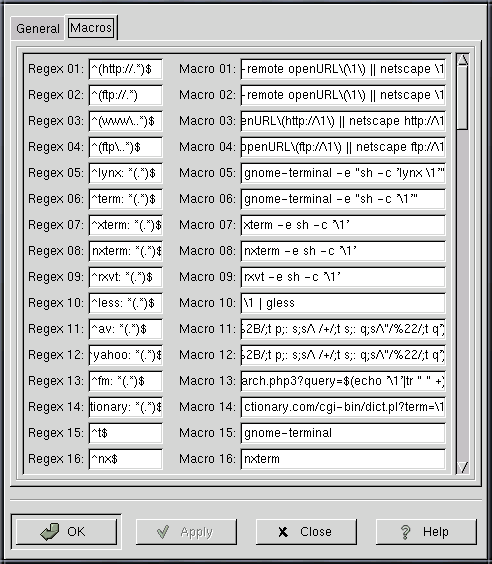 General Macros
Regex 01: ^(http://.*)$ Macro 01: -remote openURL\(\1\) || netscape \1
Regex 02: ^(ftp://.*) Macro 02: -remote openURL\(\1\) || netscape \1
Regex 03: ^(www\..*)$ Macro 03: enURL\(http://\1\) || netscape http://\1
Regex 04: ^(ftp\..*)$ Macro 04: openURL\(ftp://\1\) || netscape ftp://\1
Regex 05: ^lynx: *(.*)$ Macro 05: gnome-terminal -e "sh -c 'lynx \1'"
Regex 06: ^term: *(.*)$ Macro 06: gnome-terminal -e "sh -c '\1'"
Regex 07: ^xterm: *(.*)$ Macro 07: xterm -e sh -c '\1'
Regex 08: nxterm: *(.*)$ Macro 08: nxterm -e sh -c '\1'
Regex 09: ^rxvt: *(.*)$ Macro 09: rxvt -e sh -c '\1'
Regex 10: ^less: *(.*)$ Macro 10: \1 | gless
Regex 11: ^av: *(.*)$ Macro 11: %2B/;t p;: s;s/\ /+/;t s;: q;s/\"/%22/;t q')
Regex 12: ^yahoo: *(.*)$ Macro 12: %2B/;t p;: s;s/\ /+/;t s;: q;s/\"/%22/;t q')
Regex 13: ^fm: *(.*)$ Macro 13: arch.php3?query=$(echo '\1'|tr " " +)
Regex 14: tionary: *(.*)$ Macro 14: ctionary.com/cgi-bin/dict.pl?term=\1
Regex 15: ^t$ Macro 15: gnome-terminal
Regex 16: ^nx$ Macro 16: nxterm
OK Apply Close Help